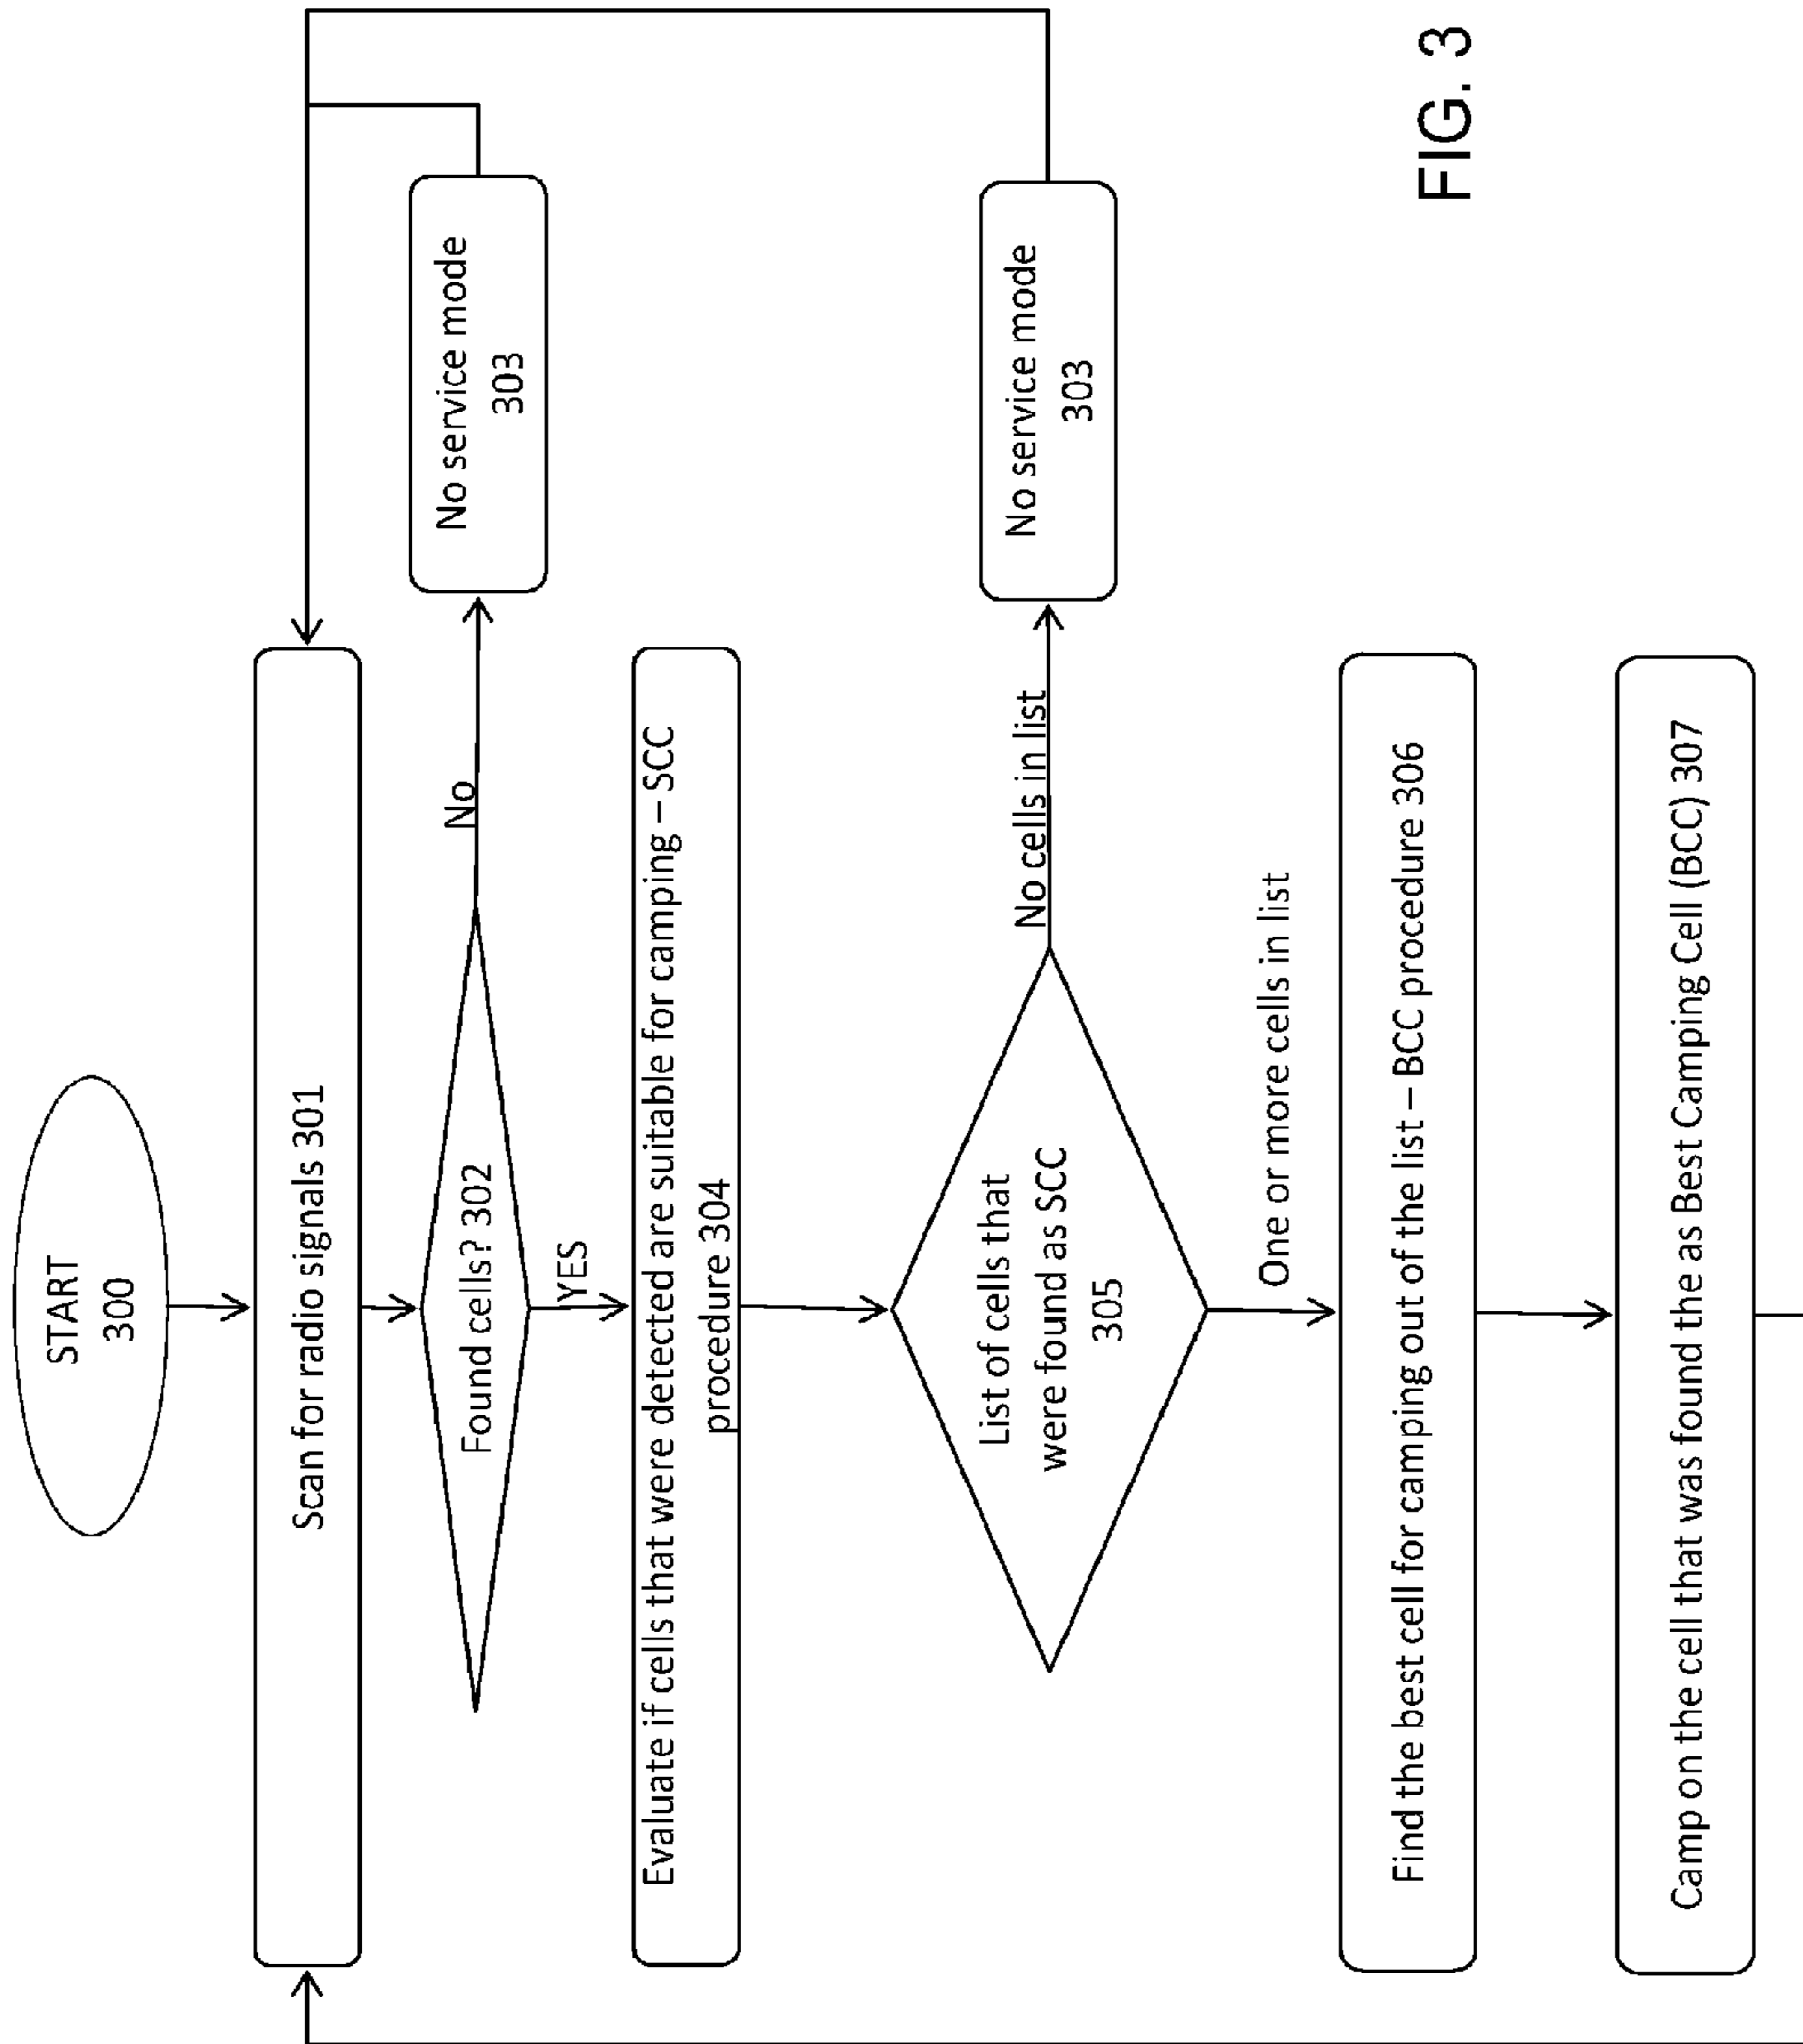 START
300
Scan for radio signals 301
Found cells? 302
No
No service mode
303
YES
Evaluate if cells that were detected are suitable for camping – SCC
procedure 304
List of cells that
were found as SCC
305
No cells in list
No service mode
303
One or more cells in list
Find the best cell for camping out of the list – BCC procedure 306
Camp on the cell that was found the as Best Camping Cell (BCC) 307
FIG. 3